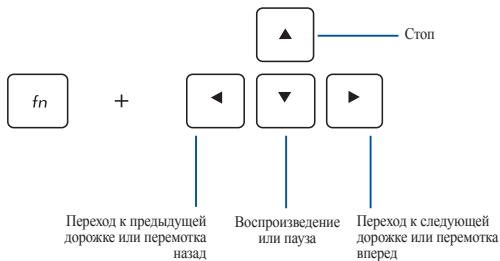 Стоп
fn +
Переход к предыдущей
дорожке или перемотка
назад
Воспроизведение
или пауза
Переход к следующей
дорожке или перемотка
вперед